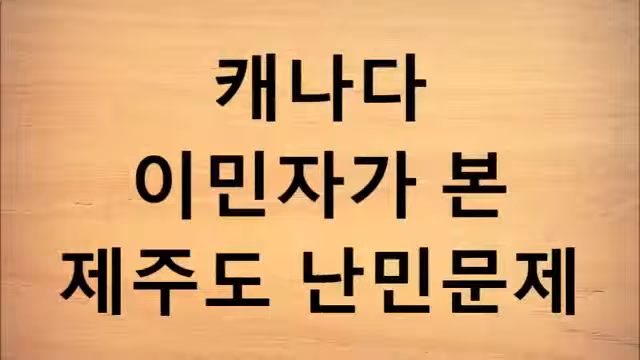 캐나다
이민자가 본
제주도 난민문제